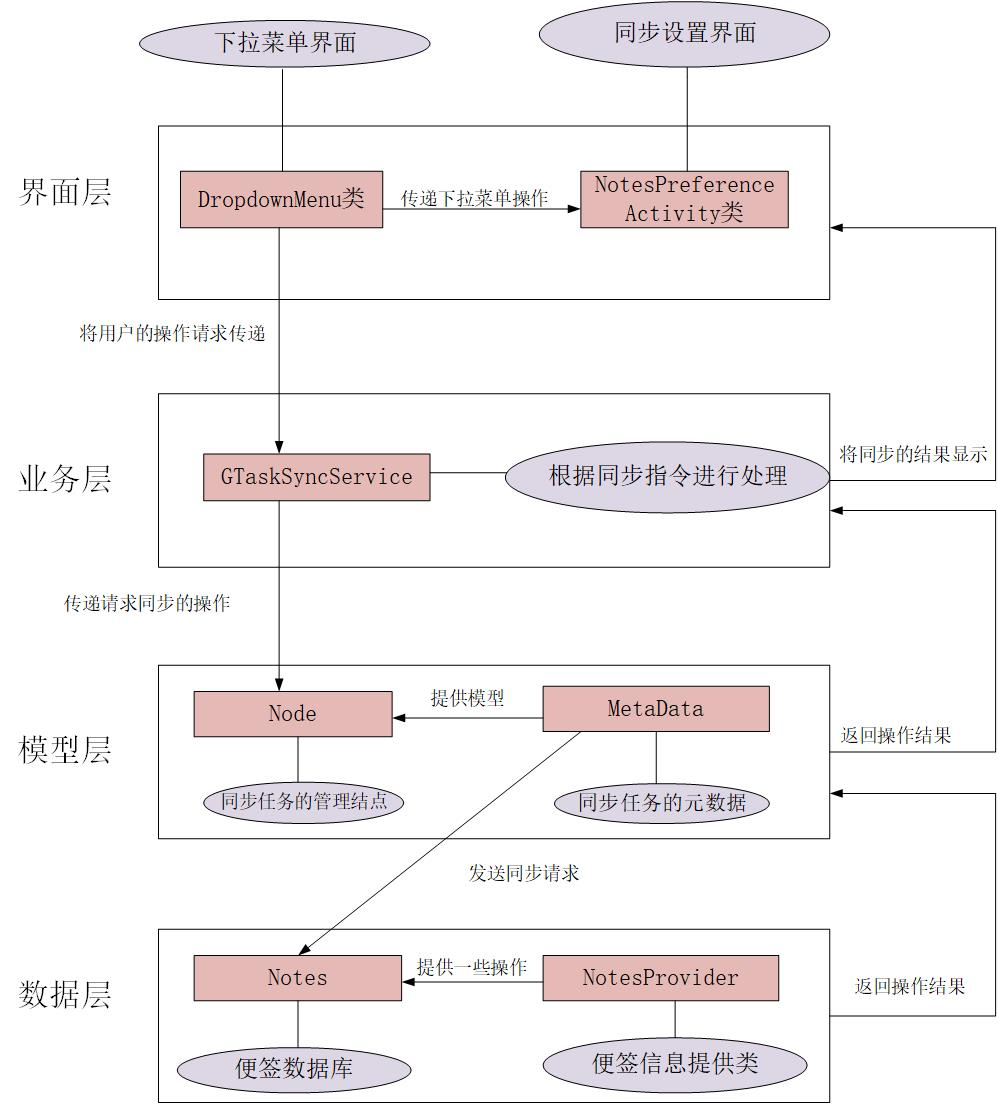 下拉菜单界面
同步设置界面
界面层
DropdownMenu类
传递下拉菜单操作
NotesPreference
Activity类
将用户的操作请求传递
业务层
GTaskSyncService
根据同步指令进行处理
将同步的结果显示
传递请求同步的操作
模型层
Node
提供模型
MetaData
返回操作结果
同步任务的管理结点
同步任务的元数据
发送同步请求
数据层
Notes
提供一些操作
NotesProvider
返回操作结果
便签数据库
便签信息提供类